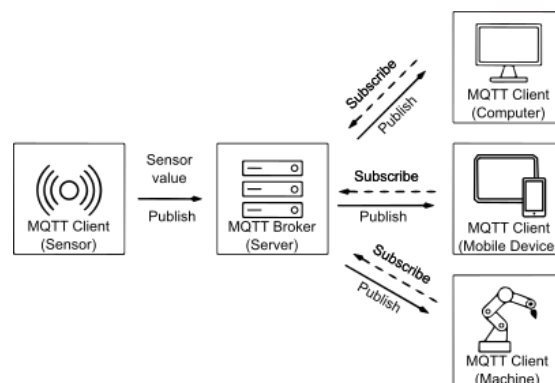 Subscribe
Publish
MQTT Client
(Computer)
Sensor
value
Publish
MQTT Client
(Sensor)
MQTT Broker
(Server)
Subscribe
Publish
MQTT Client
(Mobile Device
Subscribe
Publish
MQTT Client
(Machine)